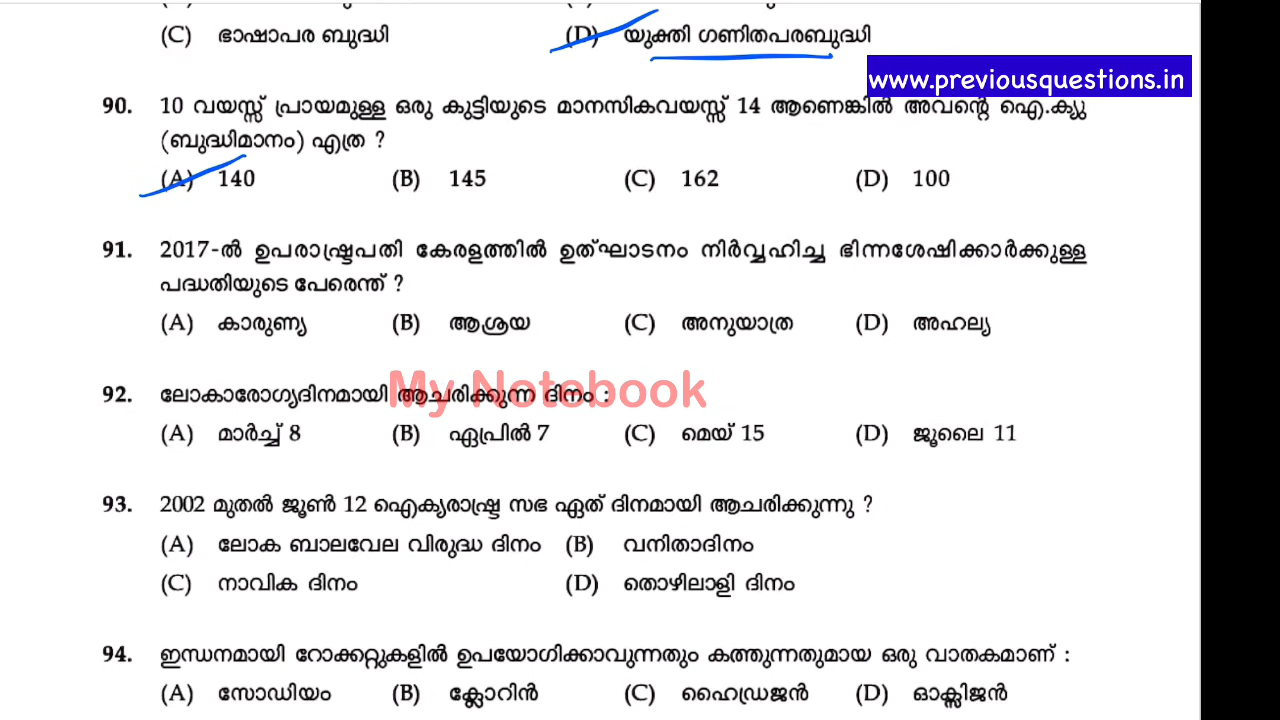 (C) ഭാഷാപര ബുദ്ധി (D) യുക്തി ഗണിതപരബുദ്ധി
www.previousquestions.in
90. 10 വയസ്സ് പ്രായമുള്ള ഒരു കുട്ടിയുടെ മാനസികവയസ്സ് 14 ആണെങ്കിൽ അവന്റെ ഐ.ക്യു
(ബുദ്ധിമാനം) എത്ര ?
(A) 140 (B) 145 (C) 162 (D) 100
91. 2017-ൽ ഉപരാഷ്ട്രപതി കേരളത്തിൽ ഉത്ഘാടനം നിർവ്വഹിച്ച ഭിന്നശേഷിക്കാർക്കുള്ള
പദ്ധതിയുടെ പേരെന്ത് ?
(A) കാരുണ്യ (B) ആശ്രയ (C) അനുയാത്ര (D) അഹല്യ
92. ലോകാരോഗ്യദിനമായി ആചരിക്കുന്ന ദിനം :
My Notebook
(A) മാർച്ച് 8 (B) ഏപ്രിൽ 7 (C) മെയ് 15 (D) ജൂലൈ 11
93. 2002 മുതൽ ജൂൺ 12 ഐക്യരാഷ്ട്ര സഭ ഏത് ദിനമായി ആചരിക്കുന്നു ?
(A) ലോക ബാലവേല വിരുദ്ധ ദിനം (B) വനിതാദിനം
(C) നാവിക ദിനം (D) തൊഴിലാളി ദിനം
94. ഇന്ധനമായി റോക്കറ്റുകളിൽ ഉപയോഗിക്കാവുന്നതും കത്തുന്നതുമായ ഒരു വാതകമാണ് :
(A) സോഡിയം (B) ക്ലോറിൻ (C) ഹൈഡ്രജൻ (D) ഓക്സിജൻ